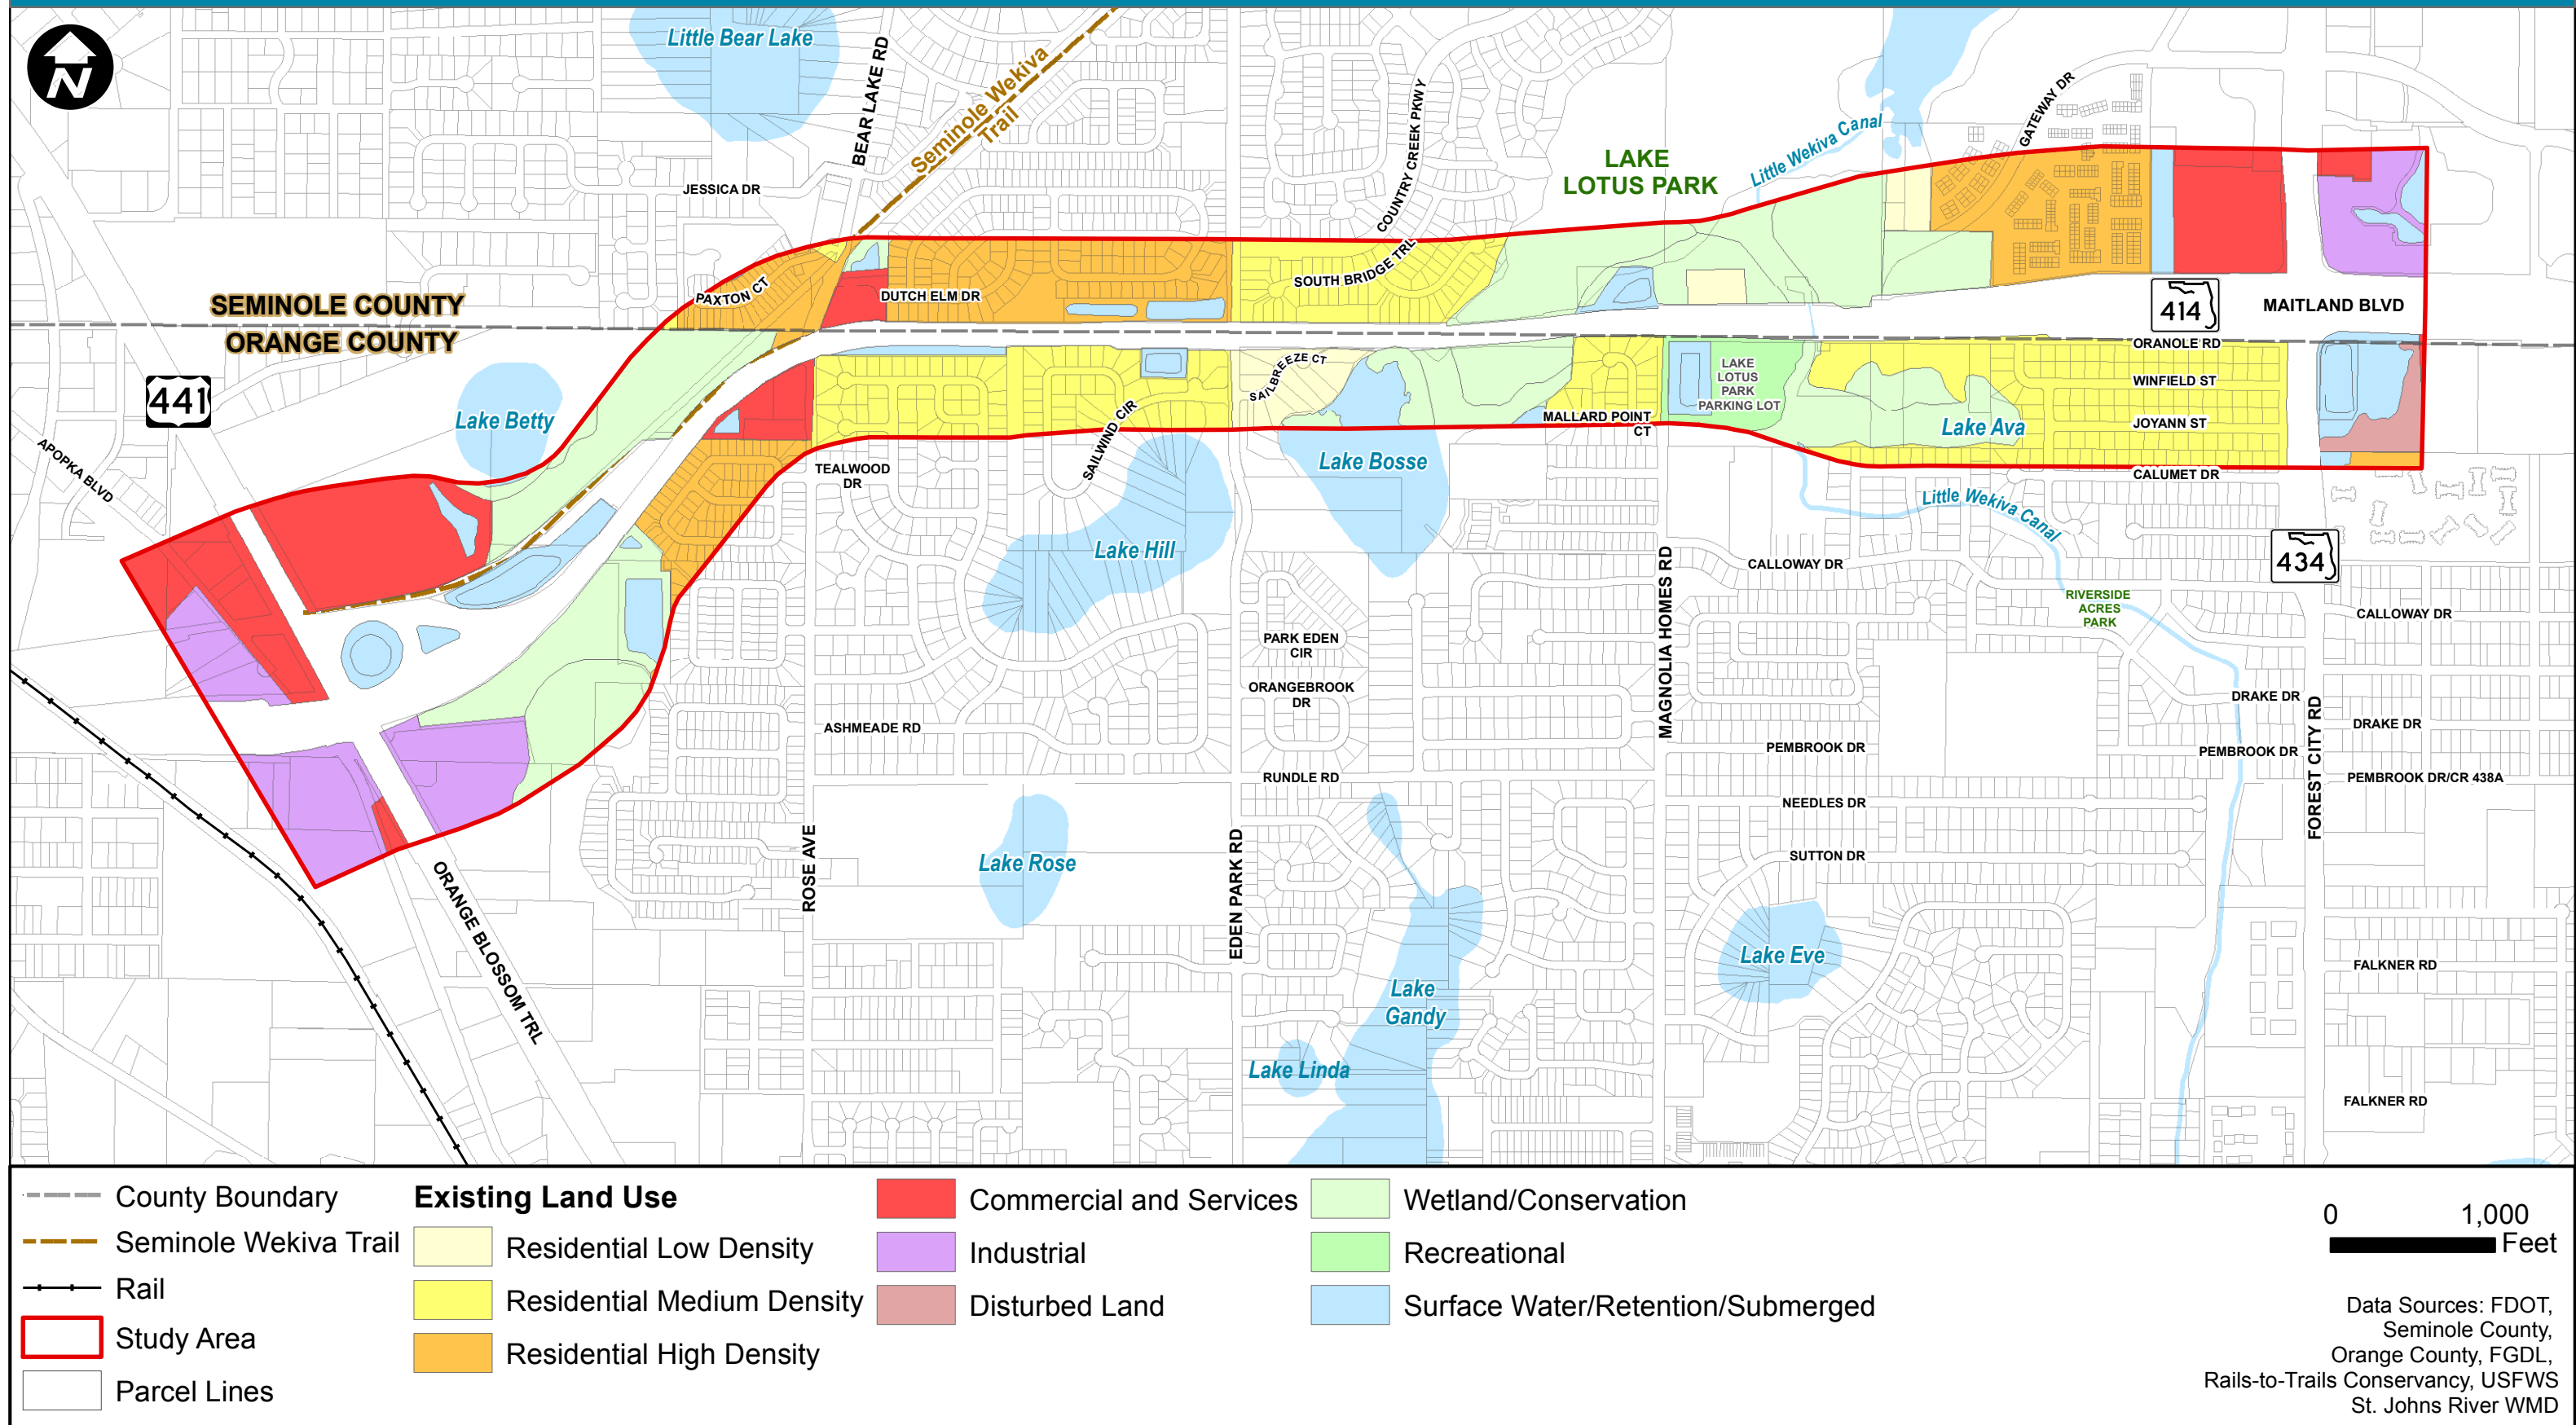 N
Little Bear Lake
BEAR LAKE RD
Seminole Wekiva
Trail
JESSICA DR
COUNTRY CREEK PKWY
LAKE
LOTUS PARK
Little Wekiva Canal
GATEWAY DR
PAXTON CT
DUTCH ELM DR
SOUTH BRIDGE TRL
SEMINOLE COUNTY
ORANGE COUNTY
414
MAITLAND BLVD
ORANOLE RD
441
Lake Betty
SAILBREEZE CT
LAKE
LOTUS
PARK
PARKING LOT
WINFIELD ST
MALLARD POINT
CT
Lake Ava
JOYANN ST
APOPKA BLVD
SAILWIND CIR
TEALWOOD
DR
Lake Bosse
CALUMET DR
Little Wekiva Canal
Lake Hill
434
CALLOWAY DR
RIVERSIDE
ACRES
PARK
CALLOWAY DR
PARK EDEN
CIR
MAGNOLIA HOMES RD
ORANGEBROOK
DR
DRAKE DR
DRAKE DR
ASHMEADE RD
PEMBROOK DR
PEMBROOK DR
FOREST CITY RD
RUNDLE RD
PEMBROOK DR/CR 438A
NEEDLES DR
ORANGE BLOSSOM TRL
ROSE AVE
Lake Rose
EDEN PARK RD
SUTTON DR
Lake Eve
FALKNER RD
Lake
Gandy
Lake Linda
FALKNER RD
County Boundary
Seminole Wekiva Trail
Rail
Study Area
Parcel Lines
Existing Land Use
Residential Low Density
Residential Medium Density
Residential High Density
Commercial and Services
Industrial
Disturbed Land
Wetland/Conservation
Recreational
Surface Water/Retention/Submerged
0 1,000
Feet
Data Sources: FDOT,
Seminole County,
Orange County, FGDL,
Rails-to-Trails Conservancy, USFWS
St. Johns River WMD